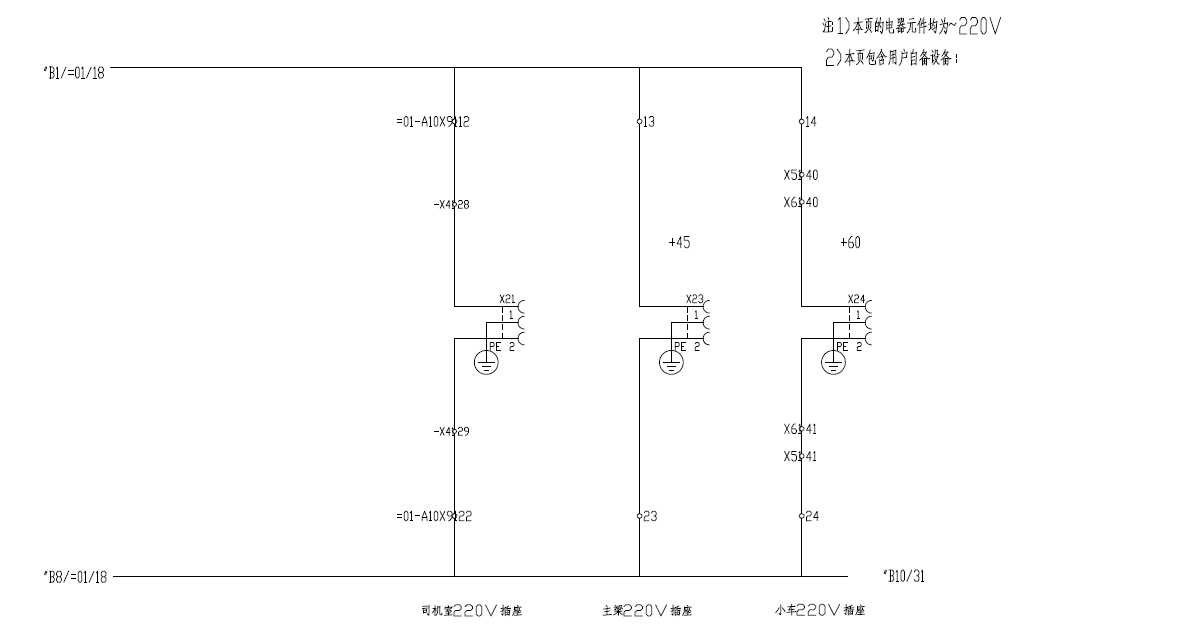 注:1)本页的电器元件均为~220V
2)本页包含用户自备设备:
*B1/=01/18
=01-A10X9 12
13
14
X5 40
-X4 28
X6 40
+45
+60
X21
X23
X24
1
1
1
PE 2
PE 2
PE 2
-X4 29
X6 41
X5 41
=01-A10X9 22
23
24
*B8/=01/18
*B10/31
司机室220V插座
主梁220V插座
小车220V插座